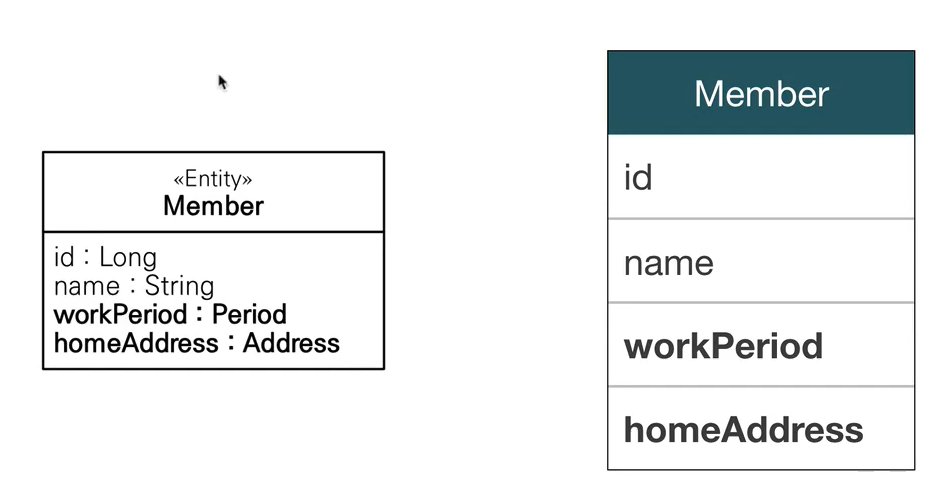 «Entity»
Member
id : Long
name : String
workPeriod : Period
homeAddress : Address
Member
id
name
workPeriod
homeAddress